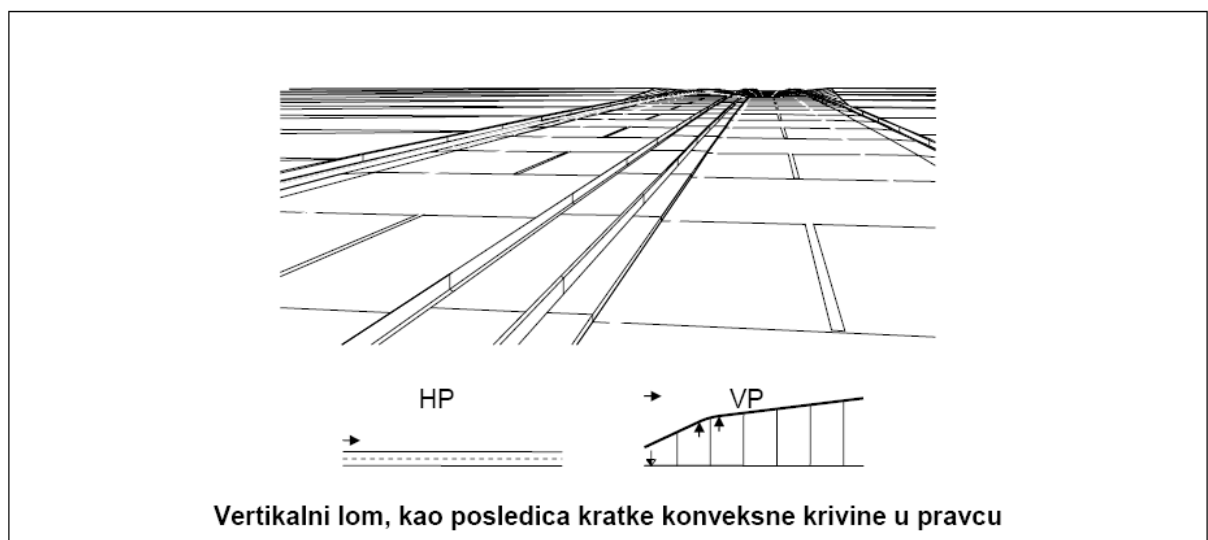 HP
VP
Vertikalni lom, kao posledica kratke konveksne krivine u pravcu